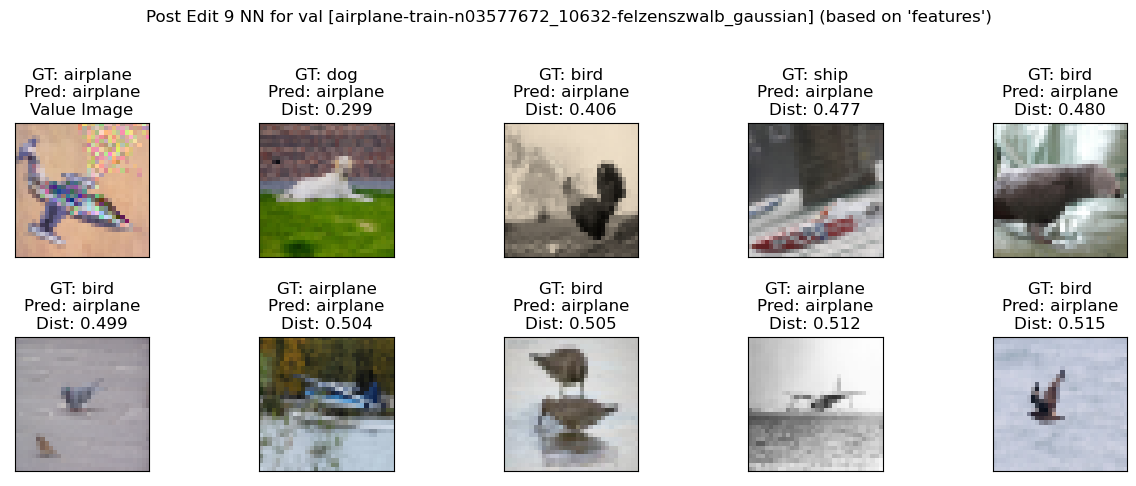 Post Edit 9 NN for val [airplane-train-n03577672_10632-felzenszwalb_gaussian] (based on 'features')
GT: airplane
Pred: airplane
Value Image
GT: dog
Pred: airplane
Dist: 0.299
GT: bird
Pred: airplane
Dist: 0.406
GT: ship
Pred: airplane
Dist: 0.477
GT: bird
Pred: airplane
Dist: 0.480
GT: bird
Pred: airplane
Dist: 0.499
GT: airplane
Pred: airplane
Dist: 0.504
GT: bird
Pred: airplane
Dist: 0.505
GT: airplane
Pred: airplane
Dist: 0.512
GT: bird
Pred: airplane
Dist: 0.515